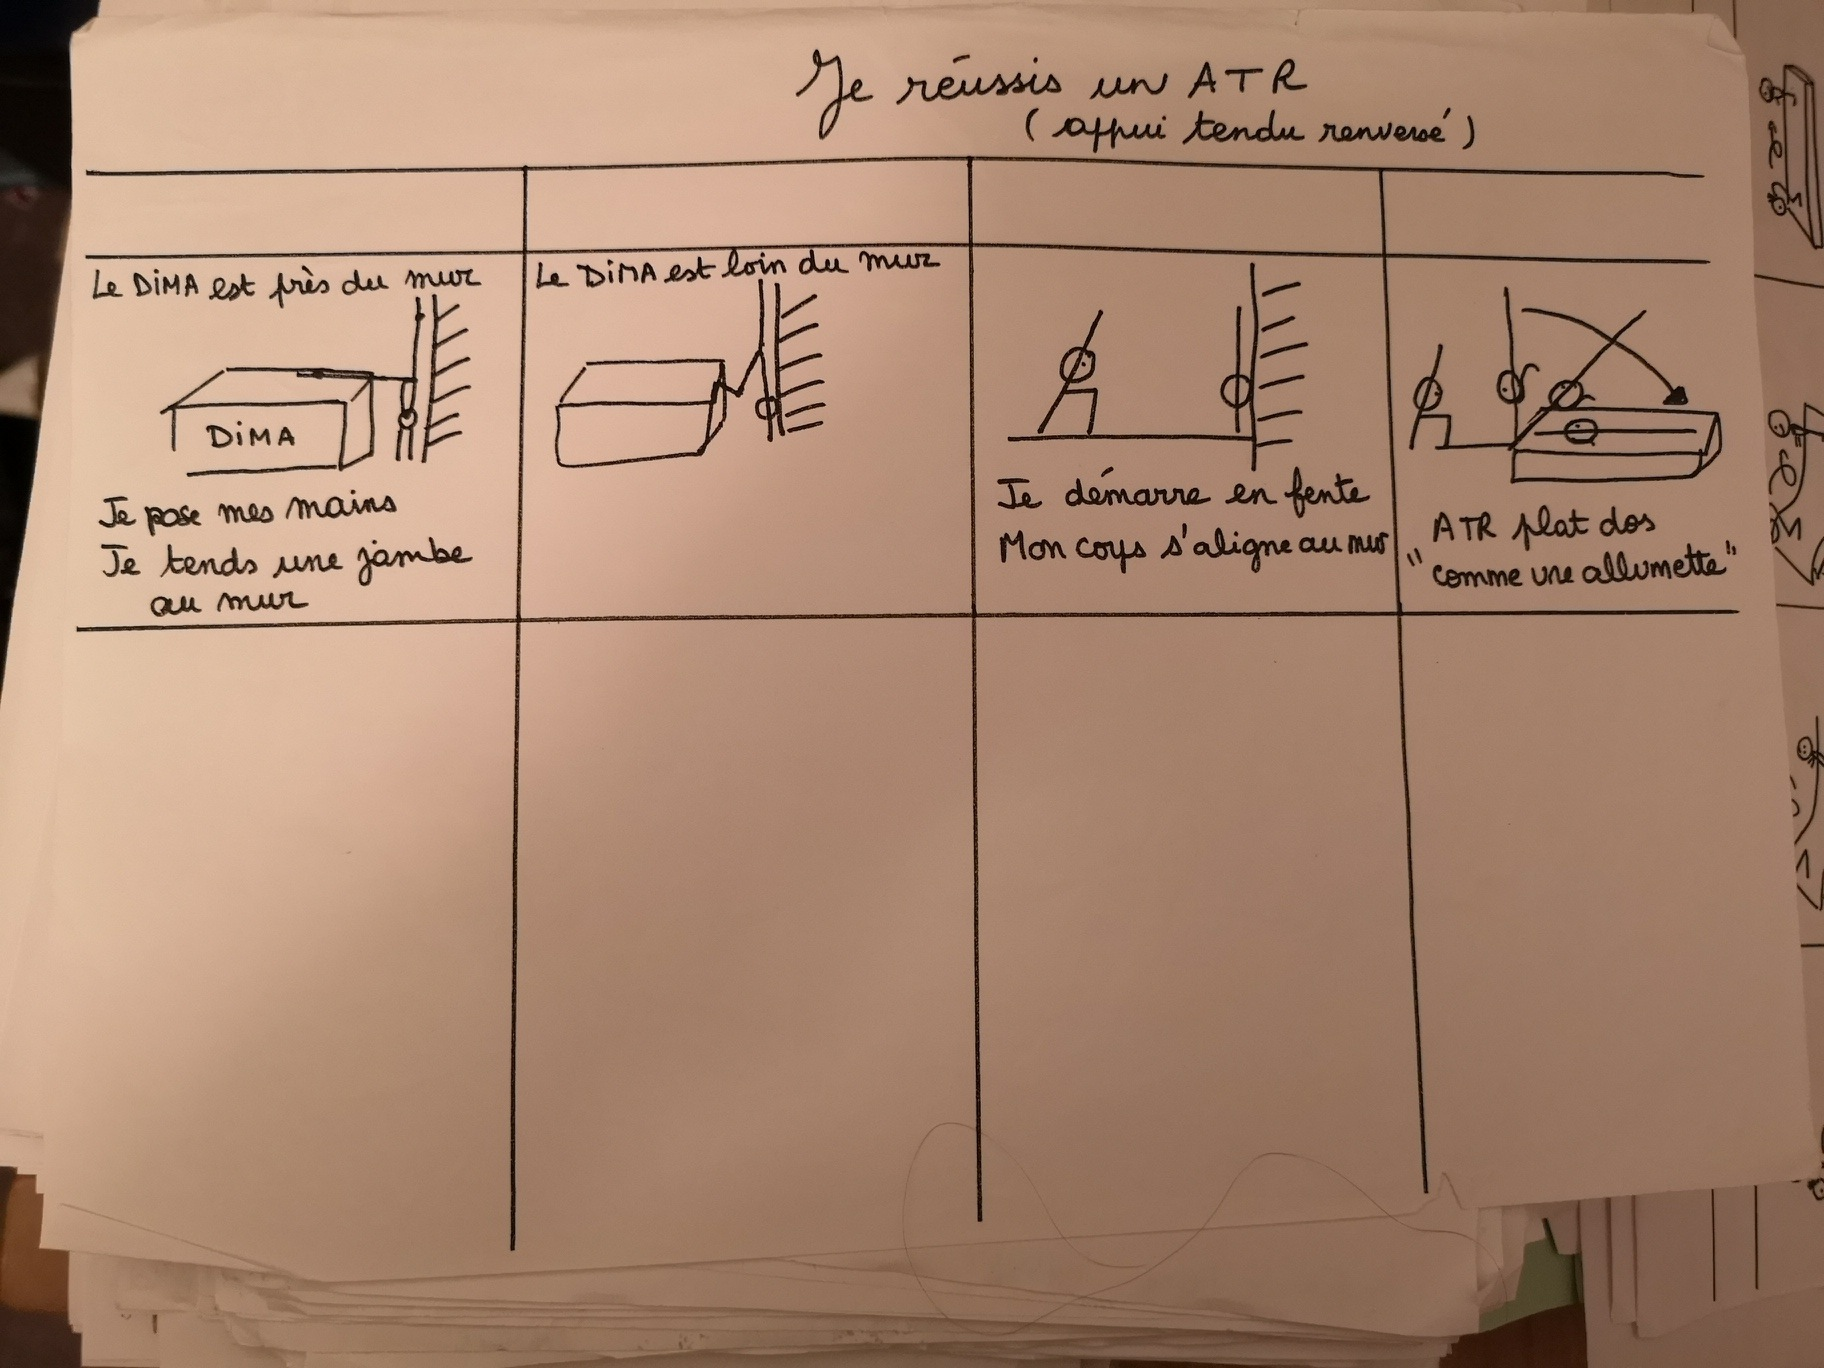 Je réussis un ATR
(appui tendu renversé)
Le DiMA est près du mur
DiMA
Je pose mes mains
Je tends une jambe
au mur
Le DiMA est loin du mur
Je démarre en fente
Mon corps s'aligne au mur
ATR plat dos
"comme une allumette"